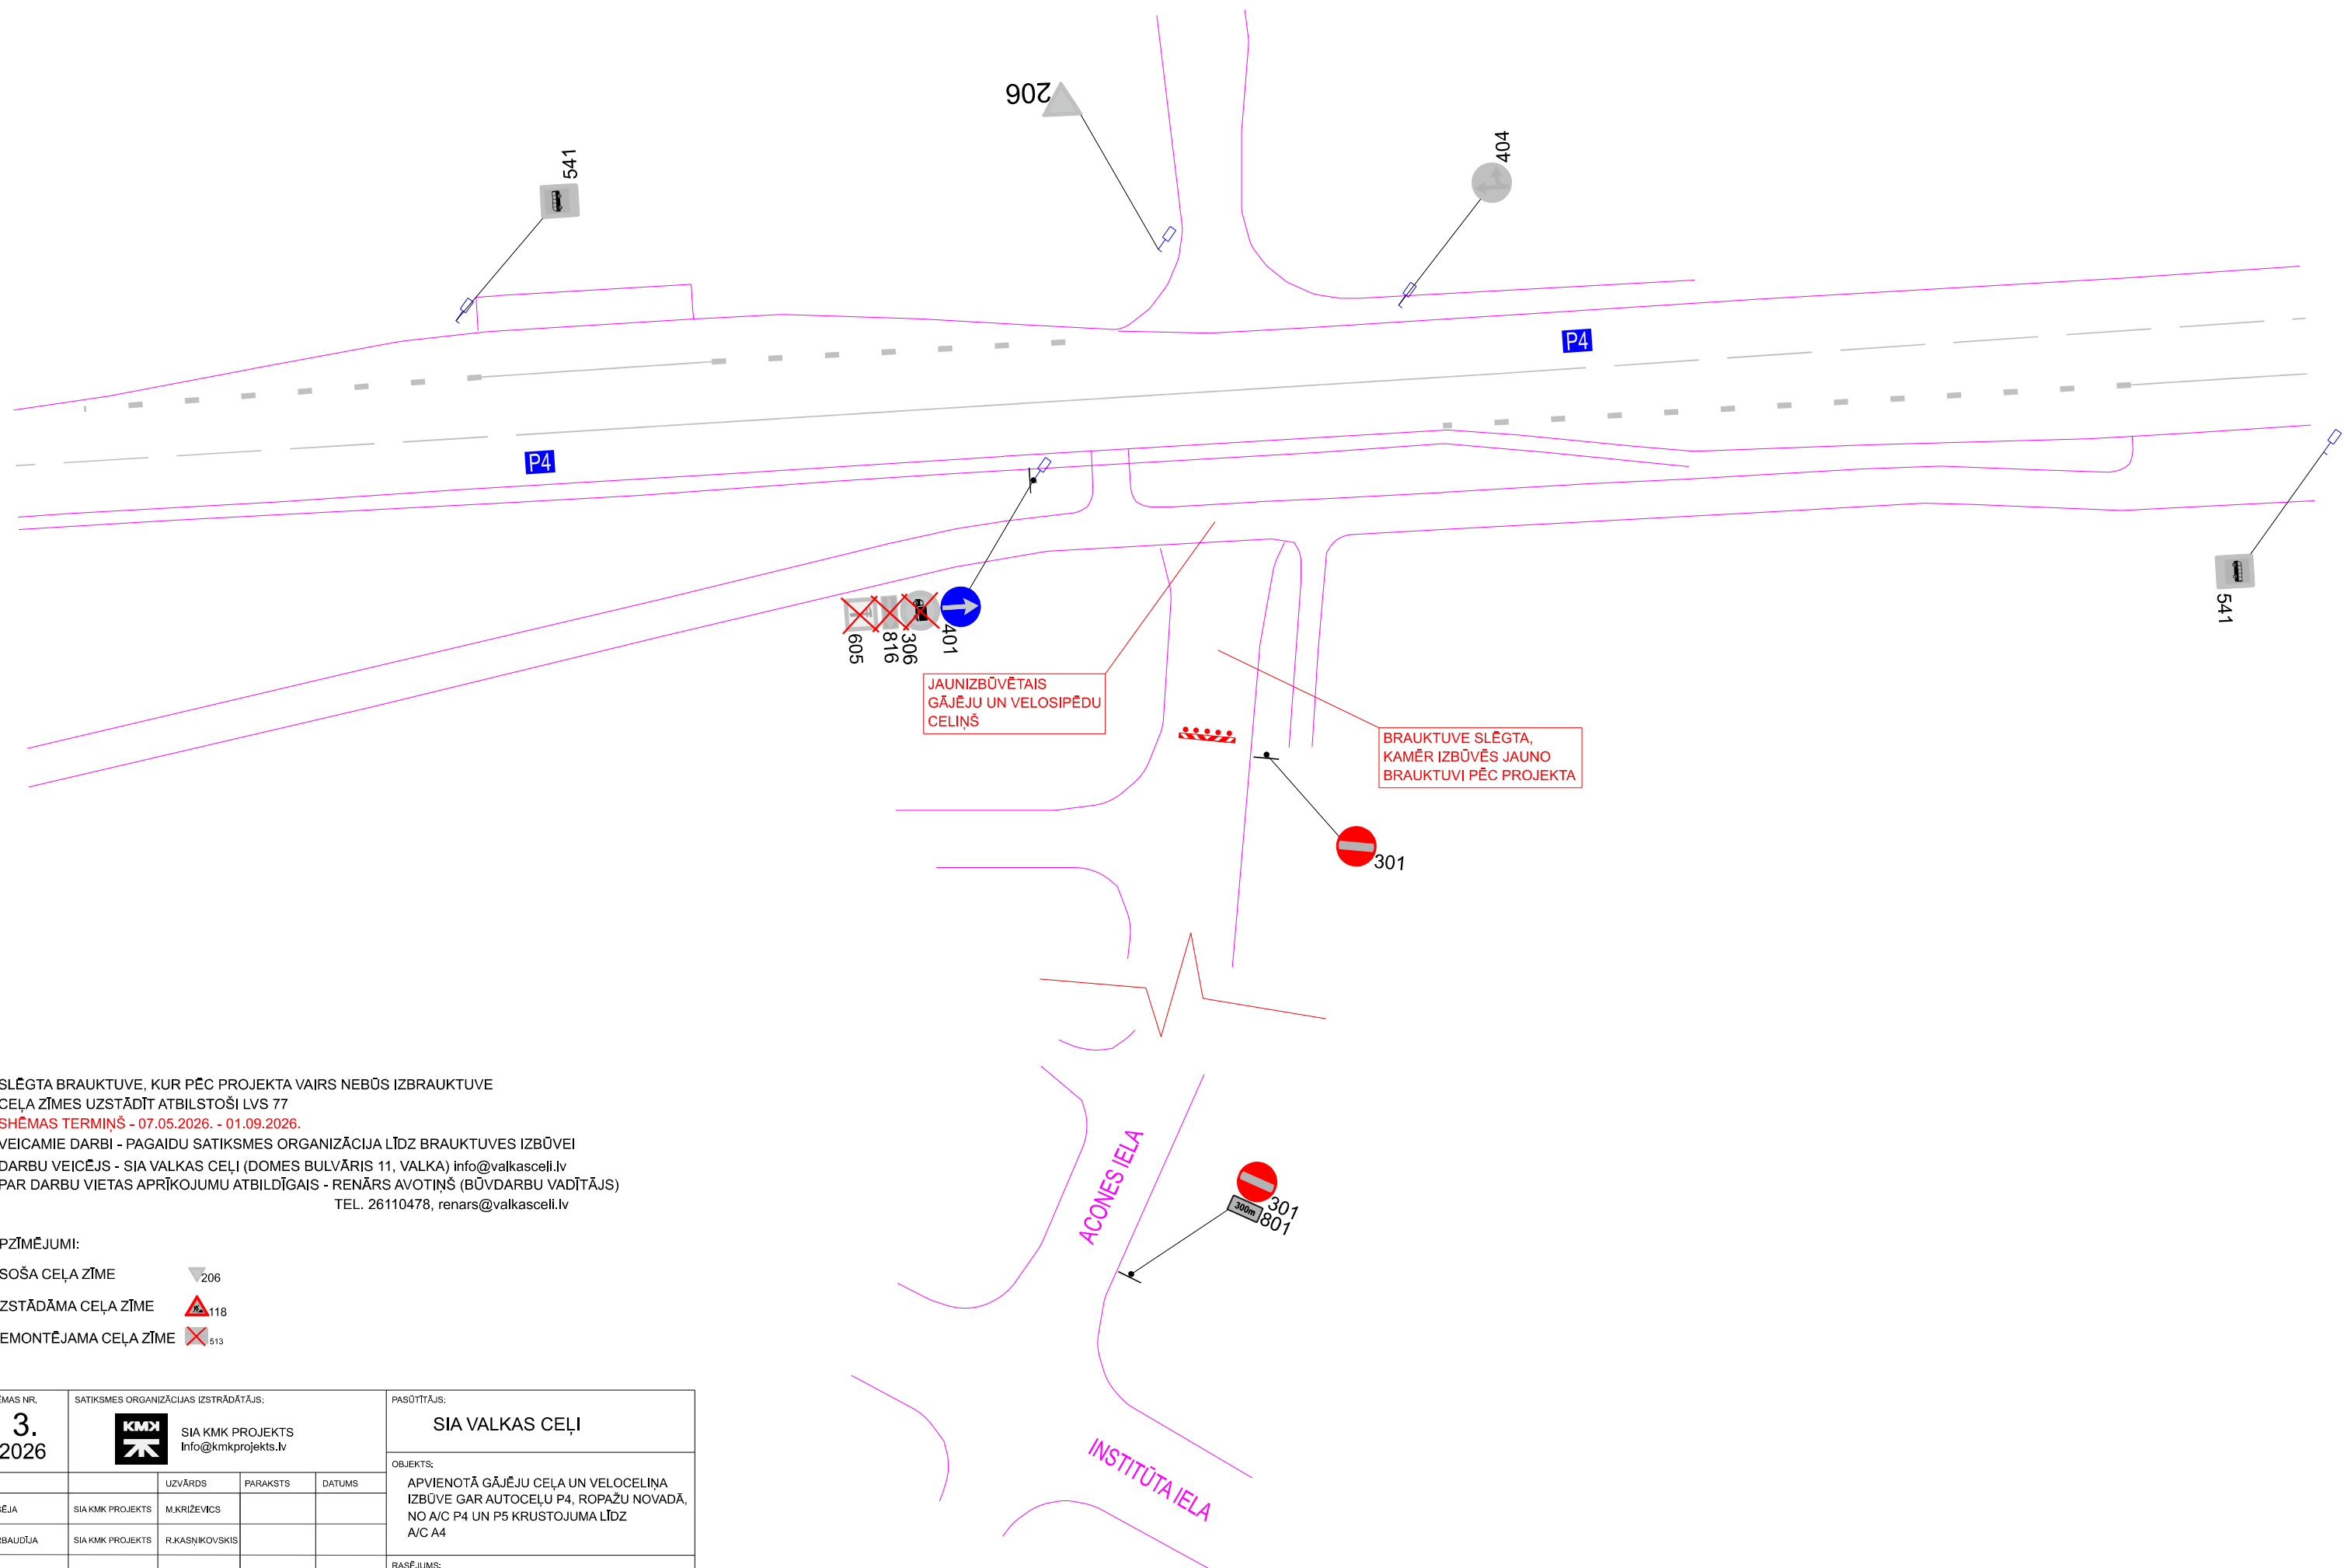 206
541
404
P4
P4
541
605
816
306
401
JAUNIZBŪVĒTAIS
GĀJĒJU UN VELOSIPĒDU
CELIŅŠ
BRAUKTUVE SLĒGTA,
KAMĒR IZBŪVĒS JAUNO
BRAUKTUVI PĒC PROJEKTA
301
SLĒGTA BRAUKTUVE, KUR PĒC PROJEKTA VAIRS NEBŪS IZBRAUKTUVE
CEĻA ZĪMES UZSTĀDĪT ATBILSTOŠI LVS 77
SHĒMAS TERMIŅŠ - 07.05.2026. - 01.09.2026.
VEICAMIE DARBI - PAGAIDU SATIKSMES ORGANIZĀCIJA LĪDZ BRAUKTUVES IZBŪVEI
DARBU VEICĒJS - SIA VALKAS CEĻI (DOMES BULVĀRIS 11, VALKA) info@valkasceli.lv
PAR DARBU VIETAS APRĪKOJUMU ATBILDĪGAIS - RENĀRS AVOTIŅŠ (BŪVDARBU VADĪTĀJS)
TEL. 26110478, renars@valkasceli.lv
ACONES IELA
301
300m
801
INSTITŪTA IELA
PZĪMĒJUMI:
SOŠA CEĻA ZĪME 206
ZSTĀDĀMA CEĻA ZĪME 118
EMONTĒJAMA CEĻA ZĪME 513
ĒMAS NR.
3.
2026
SATIKSMES ORGANIZĀCIJAS IZSTRĀDĀTĀJS:
KMK
SIA KMK PROJEKTS
Info@kmkprojekts.lv
PASŪTĪTĀJS:
SIA VALKAS CEĻI
UZVĀRDS PARAKSTS DATUMS
SĒJA SIA KMK PROJEKTS M.KRIŽEVICS
RBAUDĪJA SIA KMK PROJEKTS R.KASŅIKOVSKIS
OBJEKTS:
APVIENOTĀ GĀJĒJU CEĻA UN VELOCELIŅA
IZBŪVE GAR AUTOCEĻU P4, ROPAŽU NOVADĀ,
NO A/C P4 UN P5 KRUSTOJUMA LĪDZ
A/C A4
RASĒJUMS: